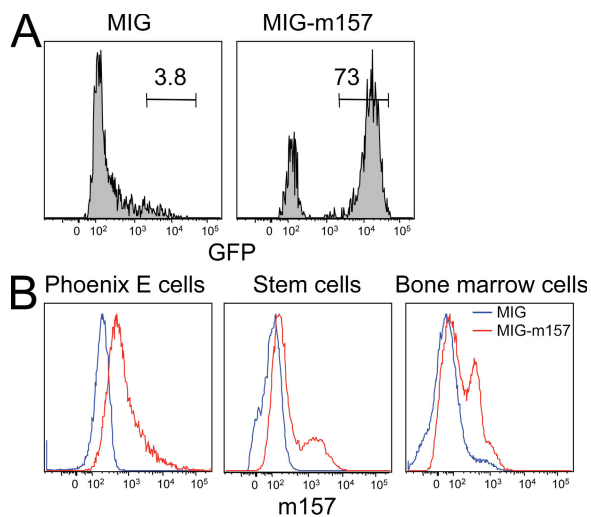 A
MIG
MIG-m157
3.8
73
0 10² 10³ 10⁴ 10⁵
0 10² 10³ 10⁴ 10⁵
GFP
B
Phoenix E cells
Stem cells
Bone marrow cells
MIG
MIG-m157
0 10² 10³ 10⁴ 10⁵
0 10² 10³ 10⁴ 10⁵
0 10² 10³ 10⁴ 10⁵
m157